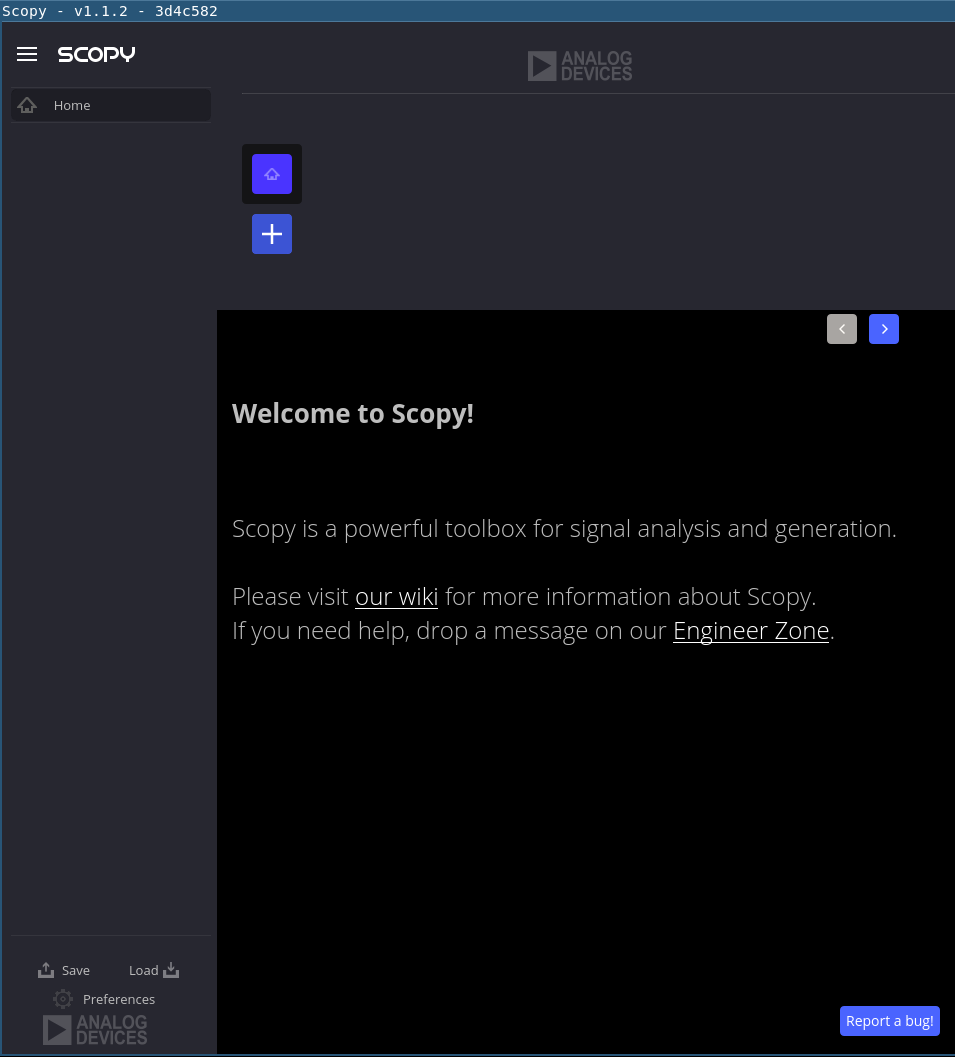 Scopy - v1.1.2 - 3d4c582
SCOPY
ANALOG
DEVICES
Home
Welcome to Scopy!
Scopy is a powerful toolbox for signal analysis and generation.
Please visit our wiki for more information about Scopy.
If you need help, drop a message on our Engineer Zone.
Save
Load
Preferences
ANALOG
DEVICES
Report a bug!